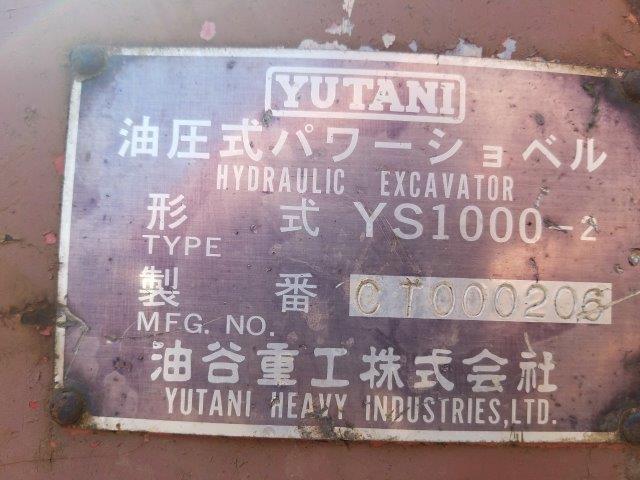 YUTANI
油圧式パワーショベル
HYDRAULIC EXCAVATOR
形式 YS1000-2
TYPE
製番 CT000206
MFG. NO.
油谷重工株式会社
YUTANI HEAVY INDUSTRIES,LTD.